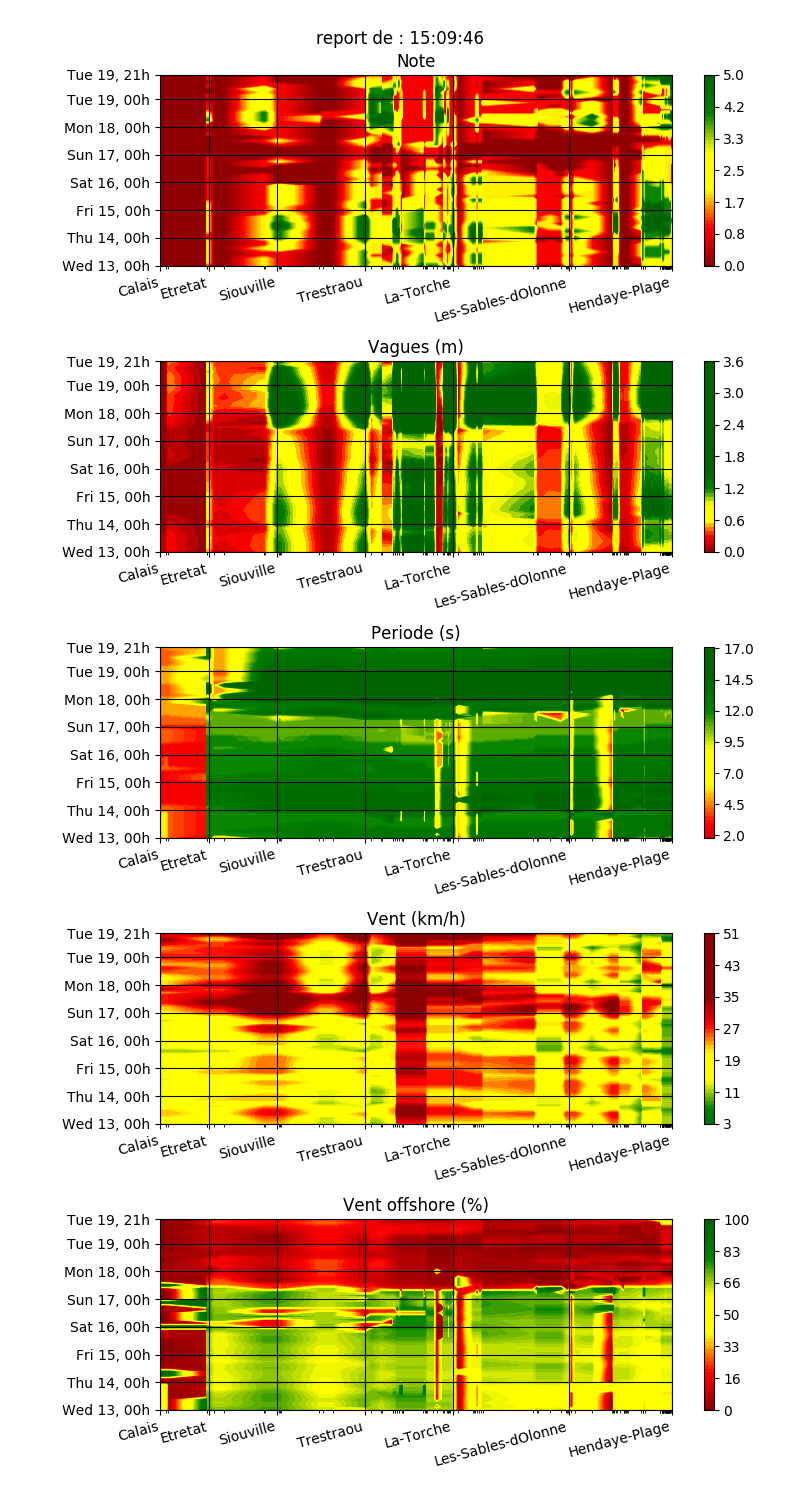 report de : 15:09:46
Note
Tue 19, 21h
Tue 19, 00h
Mon 18, 00h
Sun 17, 00h
Sat 16, 00h
Fri 15, 00h
Thu 14, 00h
Wed 13, 00h
Calais Etretat Siouville Trestraou La-Torche Les-Sables-dOlonne Hendaye-Plage
5.0
4.2
3.3
2.5
1.7
0.8
0.0
Vagues (m)
Tue 19, 21h
Tue 19, 00h
Mon 18, 00h
Sun 17, 00h
Sat 16, 00h
Fri 15, 00h
Thu 14, 00h
Wed 13, 00h
Calais Etretat Siouville Trestraou La-Torche Les-Sables-dOlonne Hendaye-Plage
3.6
3.0
2.4
1.8
1.2
0.6
0.0
Periode (s)
Tue 19, 21h
Tue 19, 00h
Mon 18, 00h
Sun 17, 00h
Sat 16, 00h
Fri 15, 00h
Thu 14, 00h
Wed 13, 00h
Calais Etretat Siouville Trestraou La-Torche Les-Sables-dOlonne Hendaye-Plage
17.0
14.5
12.0
9.5
7.0
4.5
2.0
Vent (km/h)
Tue 19, 21h
Tue 19, 00h
Mon 18, 00h
Sun 17, 00h
Sat 16, 00h
Fri 15, 00h
Thu 14, 00h
Wed 13, 00h
Calais Etretat Siouville Trestraou La-Torche Les-Sables-dOlonne Hendaye-Plage
51
43
35
27
19
11
3
Vent offshore (%)
Tue 19, 21h
Tue 19, 00h
Mon 18, 00h
Sun 17, 00h
Sat 16, 00h
Fri 15, 00h
Thu 14, 00h
Wed 13, 00h
Calais Etretat Siouville Trestraou La-Torche Les-Sables-dOlonne Hendaye-Plage
100
83
66
50
33
16
0